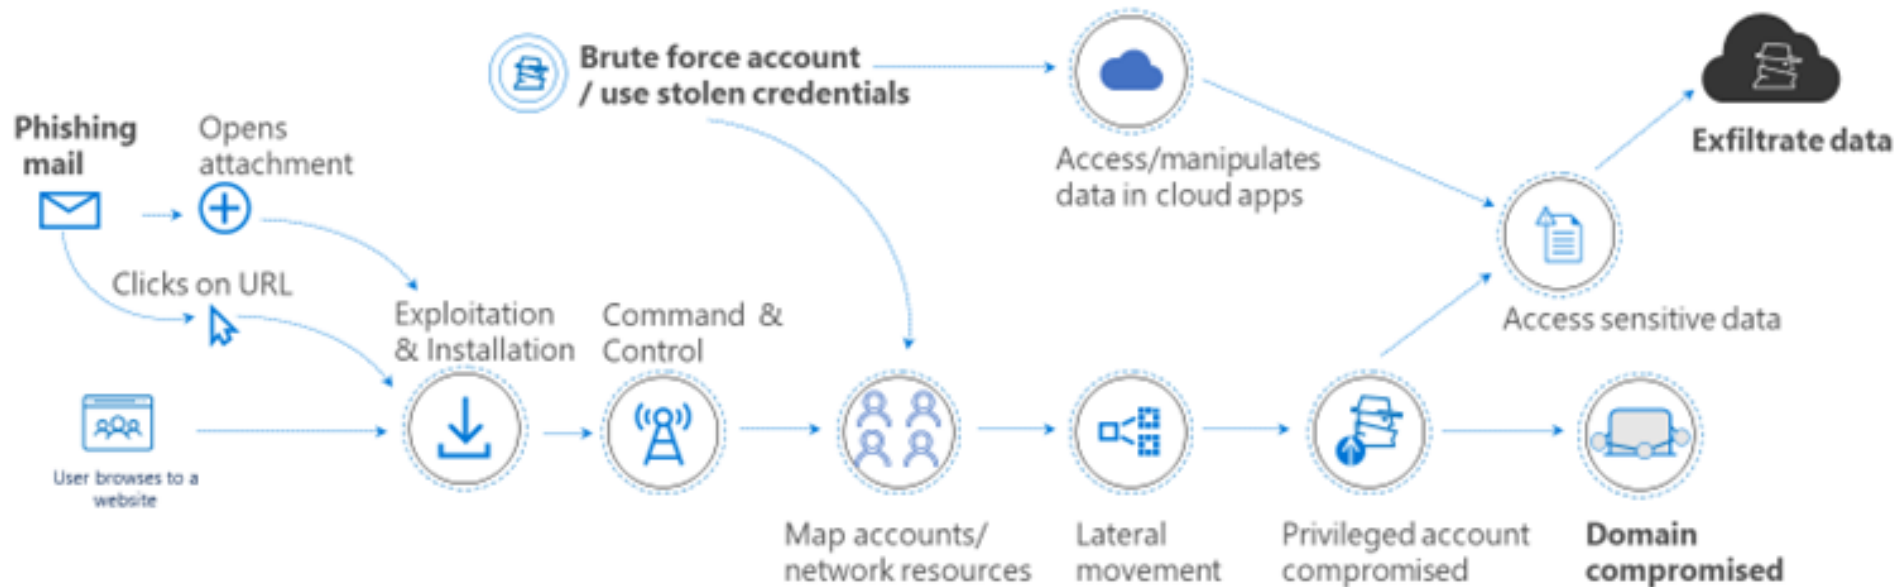 Brute force account
/ use stolen credentials
Phishing
mail
Opens
attachment
Clicks on URL
User browses to a
website
Exploitation
& Installation
Command &
Control
Access/manipulates
data in cloud apps
Exfiltrate data
Access sensitive data
Map accounts/
network resources
Lateral
movement
Privileged account
compromised
Domain
compromised